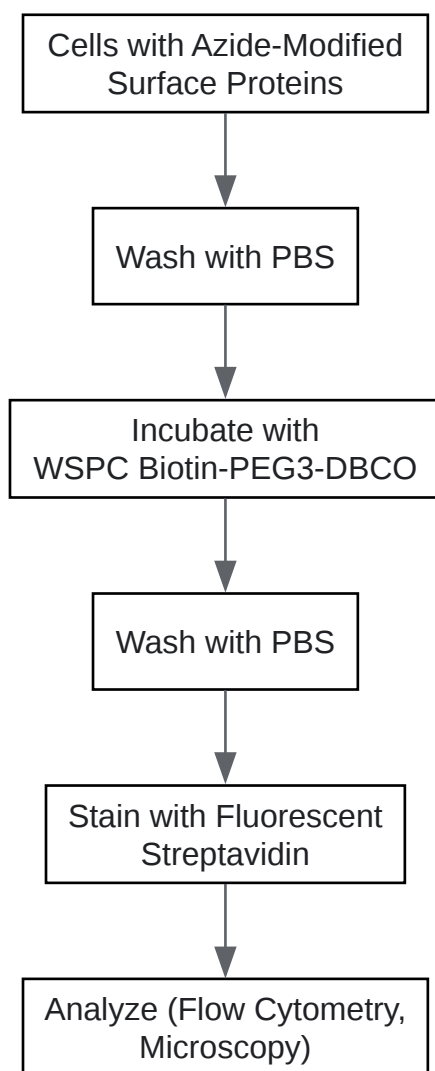 Cells with Azide-Modified
Surface Proteins
Wash with PBS
Incubate with
WSPC Biotin-PEG3-DBCO
Wash with PBS
Stain with Fluorescent
Streptavidin
Analyze (Flow Cytometry,
Microscopy)